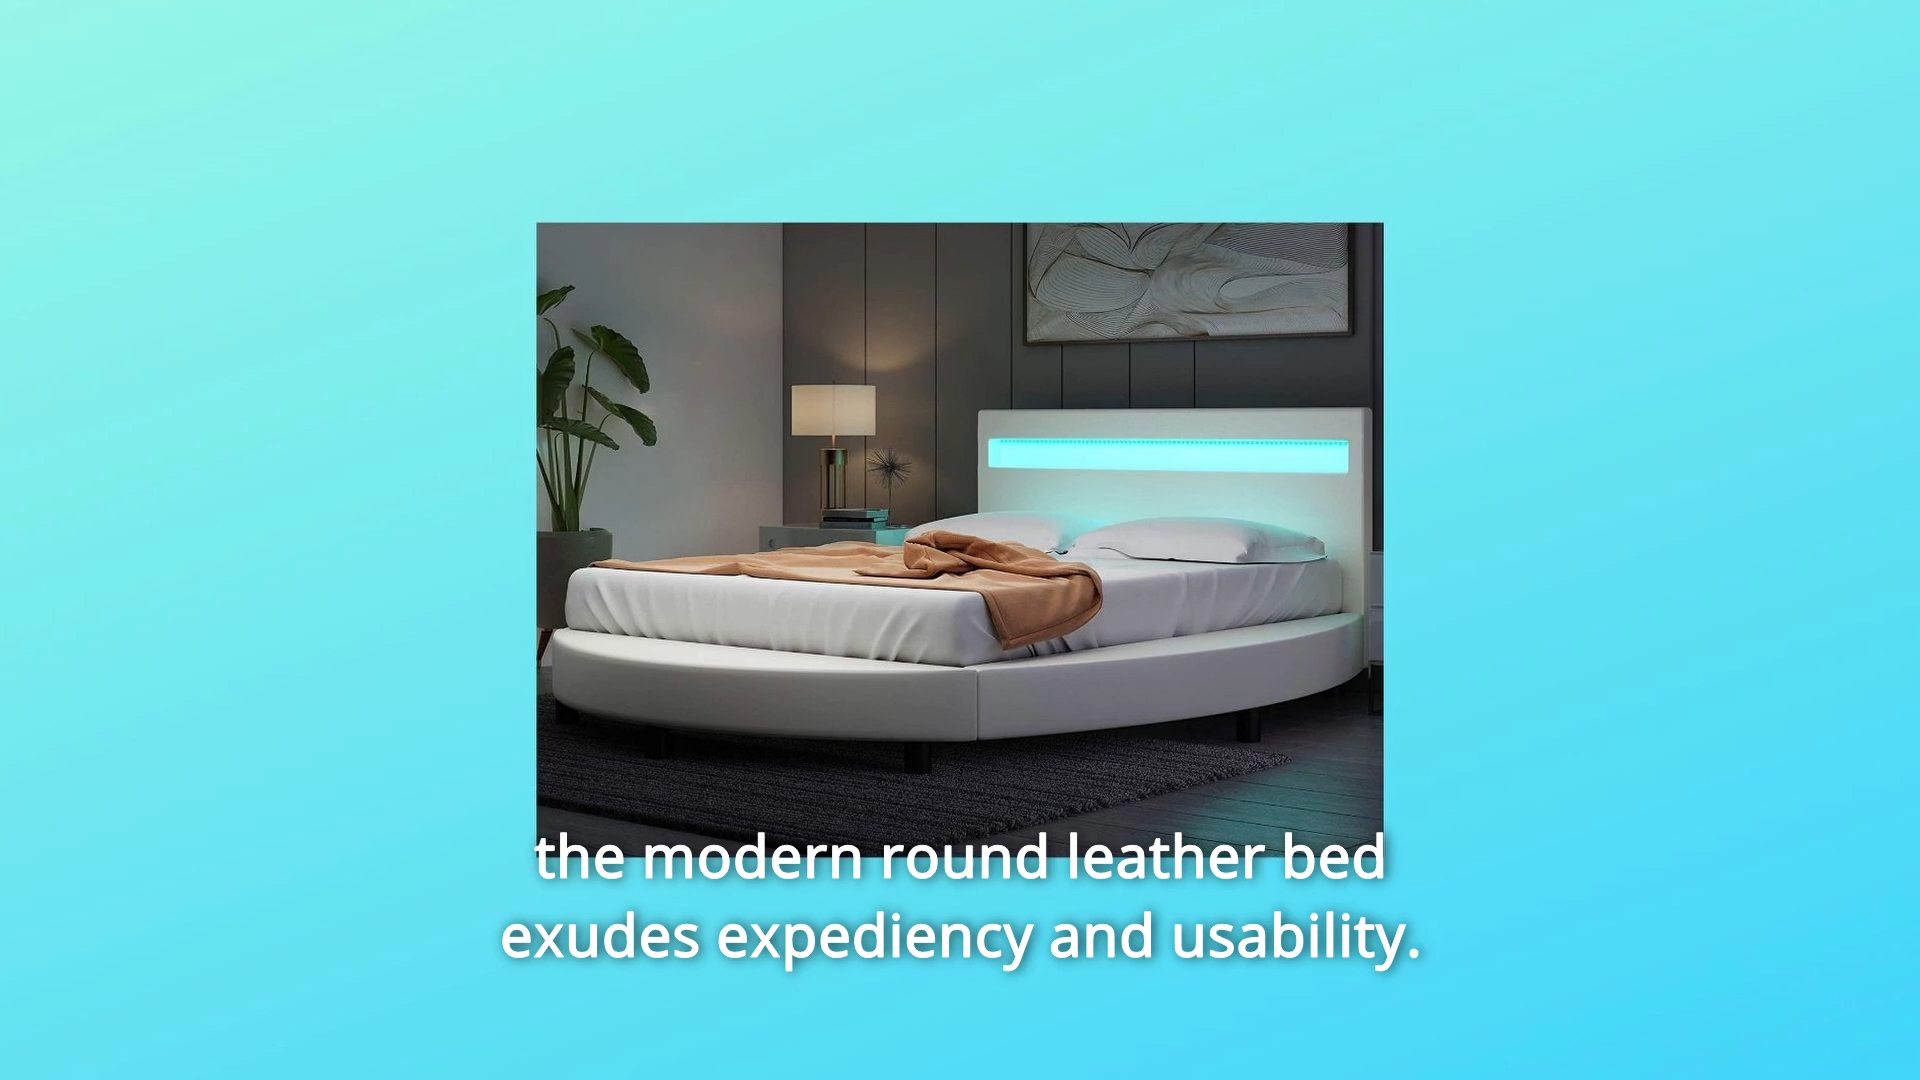 the modern round leather bed
exudes expediency and usability.